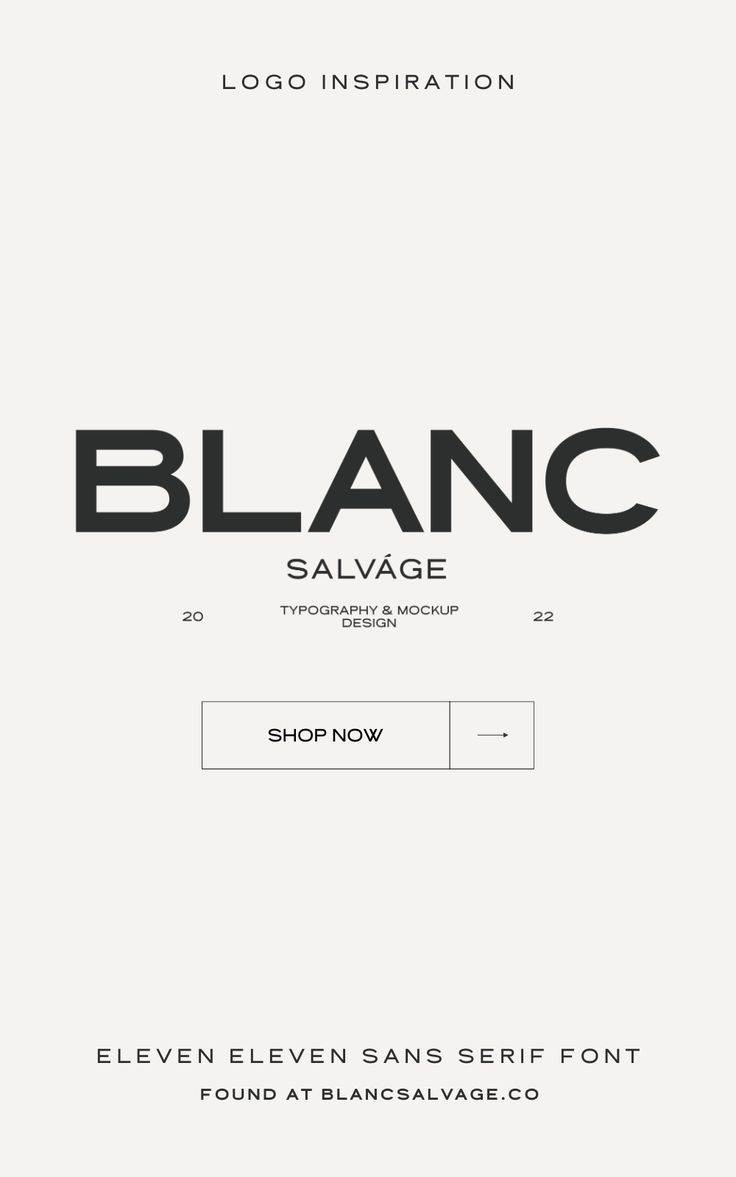 LOGO INSPIRATION
BLANC
SALVÁGE
20 TYPOGRAPHY & MOCKUP 22
DESIGN
SHOP NOW
ELEVEN ELEVEN SANS SERIF FONT
FOUND AT BLANCSALVAGE.CO